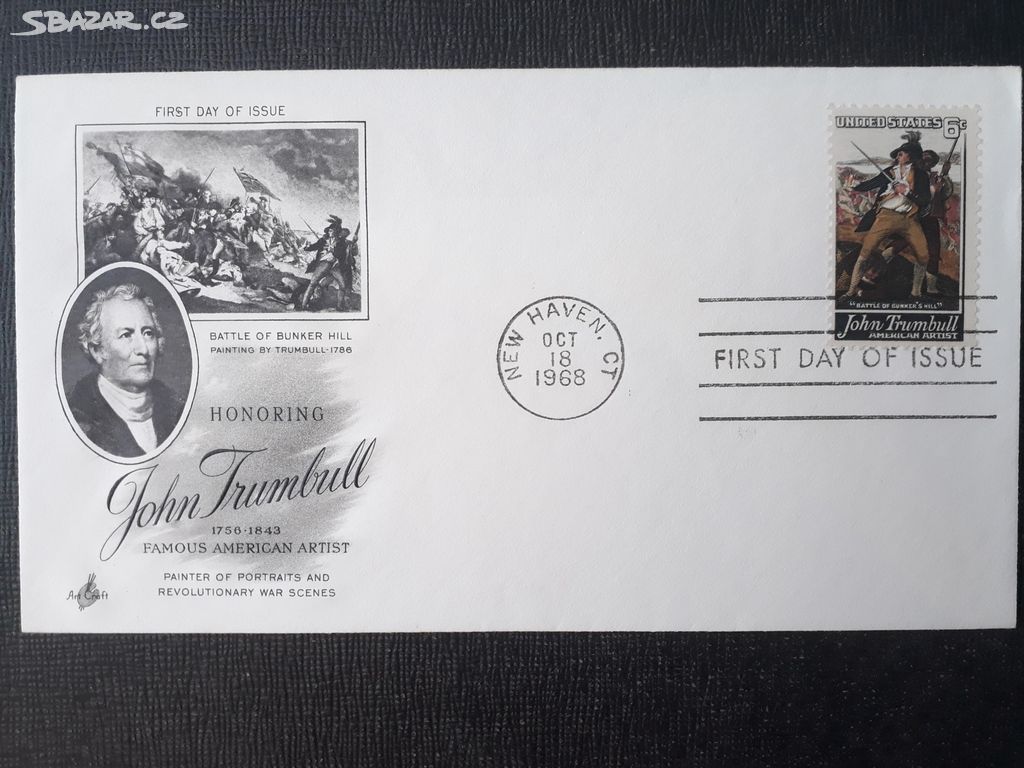 SBAZAR.CZ
FIRST DAY OF ISSUE
BATTLE OF BUNKER HILL
PAINTING BY TRUMBULL-1786
HONORING
John Trumbull
1756-1843
FAMOUS AMERICAN ARTIST
PAINTER OF PORTRAITS AND
REVOLUTIONARY WAR SCENES
Art Craft
NEW HAVEN, CT
OCT
18
1968
UNITED STATES 6c
"BATTLE OF BUNKER'S HILL"
John Trumbull
AMERICAN ARTIST
FIRST DAY OF ISSUE